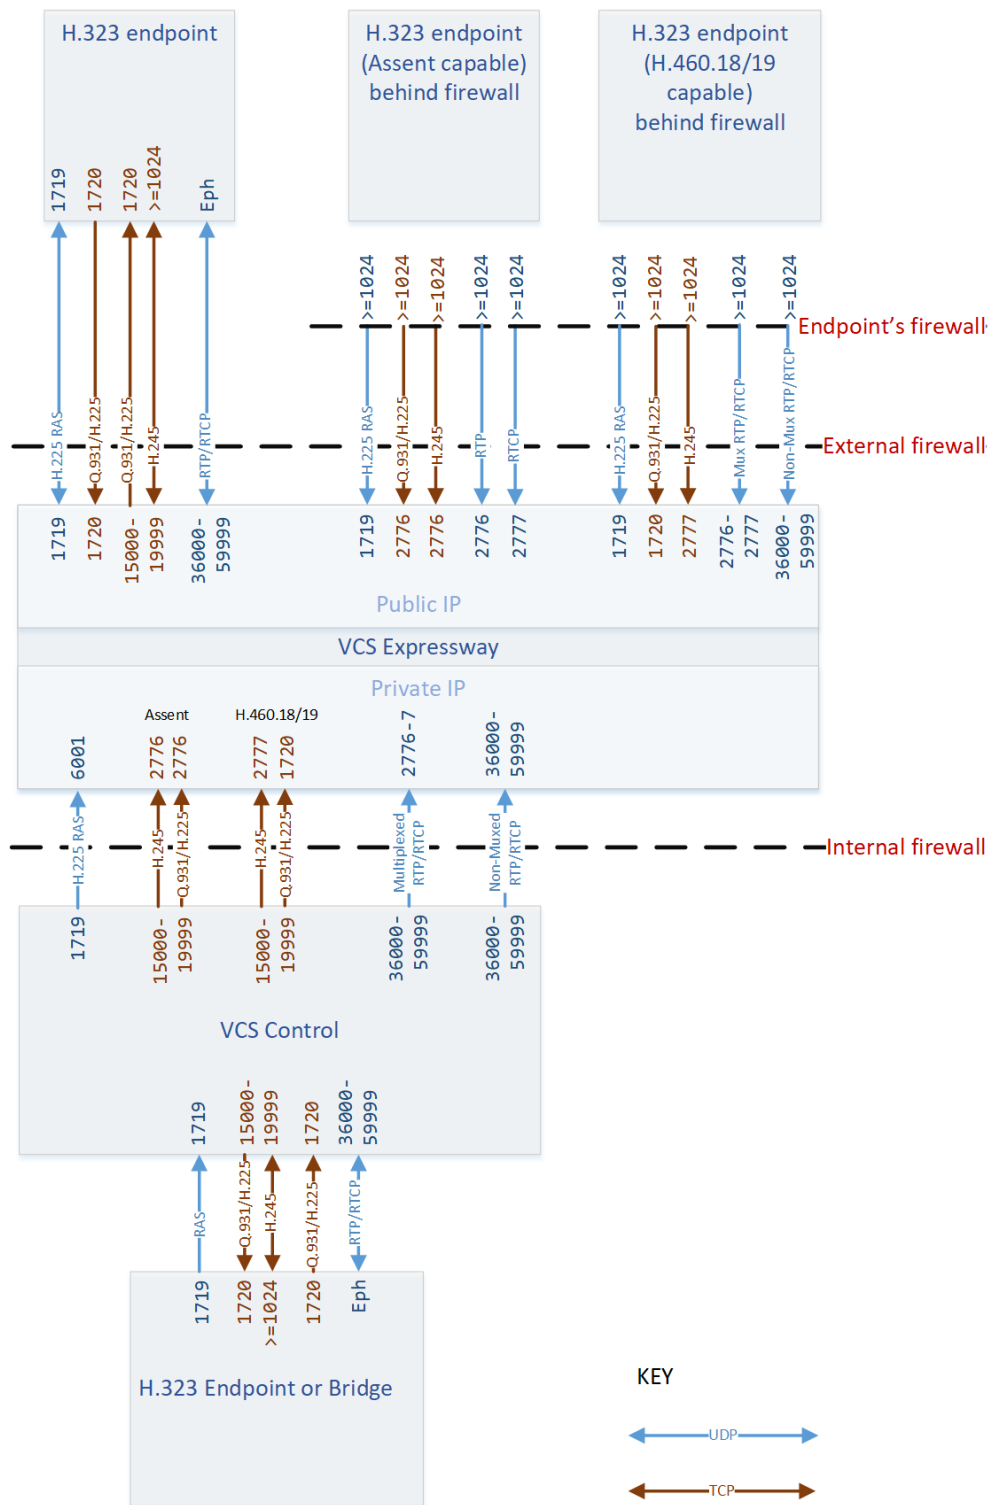 H.323 endpoint
H.323 endpoint
(Assent capable)
behind firewall
H.323 endpoint
(H.460.18/19
capable)
behind firewall
1719
1720
1720
>=1024
Eph
>=1024
>=1024
>=1024
>=1024
>=1024
>=1024
>=1024
>=1024
>=1024
>=1024
Endpoint's firewall
H.225 RAS
Q.931/H.225
Q.931/H.225
H.245
RTP/RTCP
H.225 RAS
Q.931/H.225
H.245
RTP
RTCP
H.225 RAS
Q.931/H.225
H.245
Mux RTP/RTCP
Non-Mux RTP/RTCP
External firewall
1719
1720
15000-
19999
36000-
59999
1719
2776
2776
2776
2777
1719
1720
2777
2776-
2777
36000-
59999
Public IP
VCS Expressway
Private IP
Assent
H.460.18/19
6001
2776
2776
2777
1720
2776-7
36000-
59999
H.225 RAS
H.245
Q.931/H.225
H.245
Q.931/H.225
Multiplexed
RTP/RTCP
Non-Muxed
RTP/RTCP
Internal firewall
1719
15000-
19999
15000-
19999
36000-
59999
36000-
59999
VCS Control
1719
15000-
19999
1720
36000-
59999
RAS
Q.931/H.225
H.245
Q.931/H.225
RTP/RTCP
1719
1720
>=1024
1720
Eph
H.323 Endpoint or Bridge
KEY
UDP
TCP